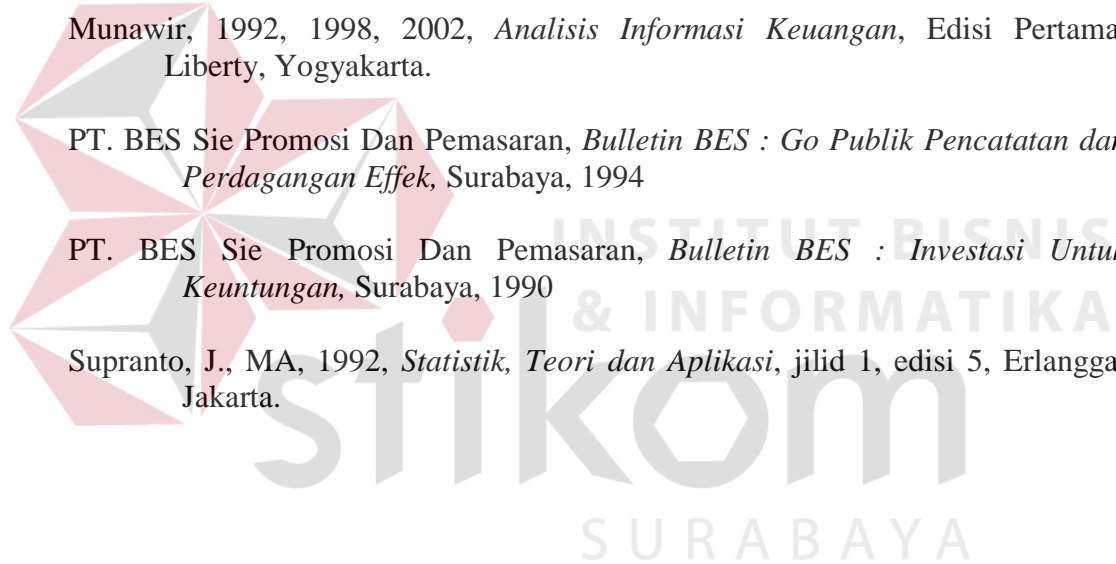 Munawir, 1992, 1998, 2002, Analisis Informasi Keuangan, Edisi Pertama
Liberty, Yogyakarta.
PT. BES Sie Promosi Dan Pemasaran, Bulletin BES : Go Publik Pencatatan dan
Perdagangan Effek, Surabaya, 1994
INSTITUT BISNIS
PT. BES Sie Promosi Dan Pemasaran, Bulletin BES : Investasi Untuk
Keuntungan, Surabaya, 1990
& INFORMATIKA
Supranto, J., MA, 1992, Statistik, Teori dan Aplikasi, jilid 1, edisi 5, Erlangga
Jakarta.
stikom
SURABAYA